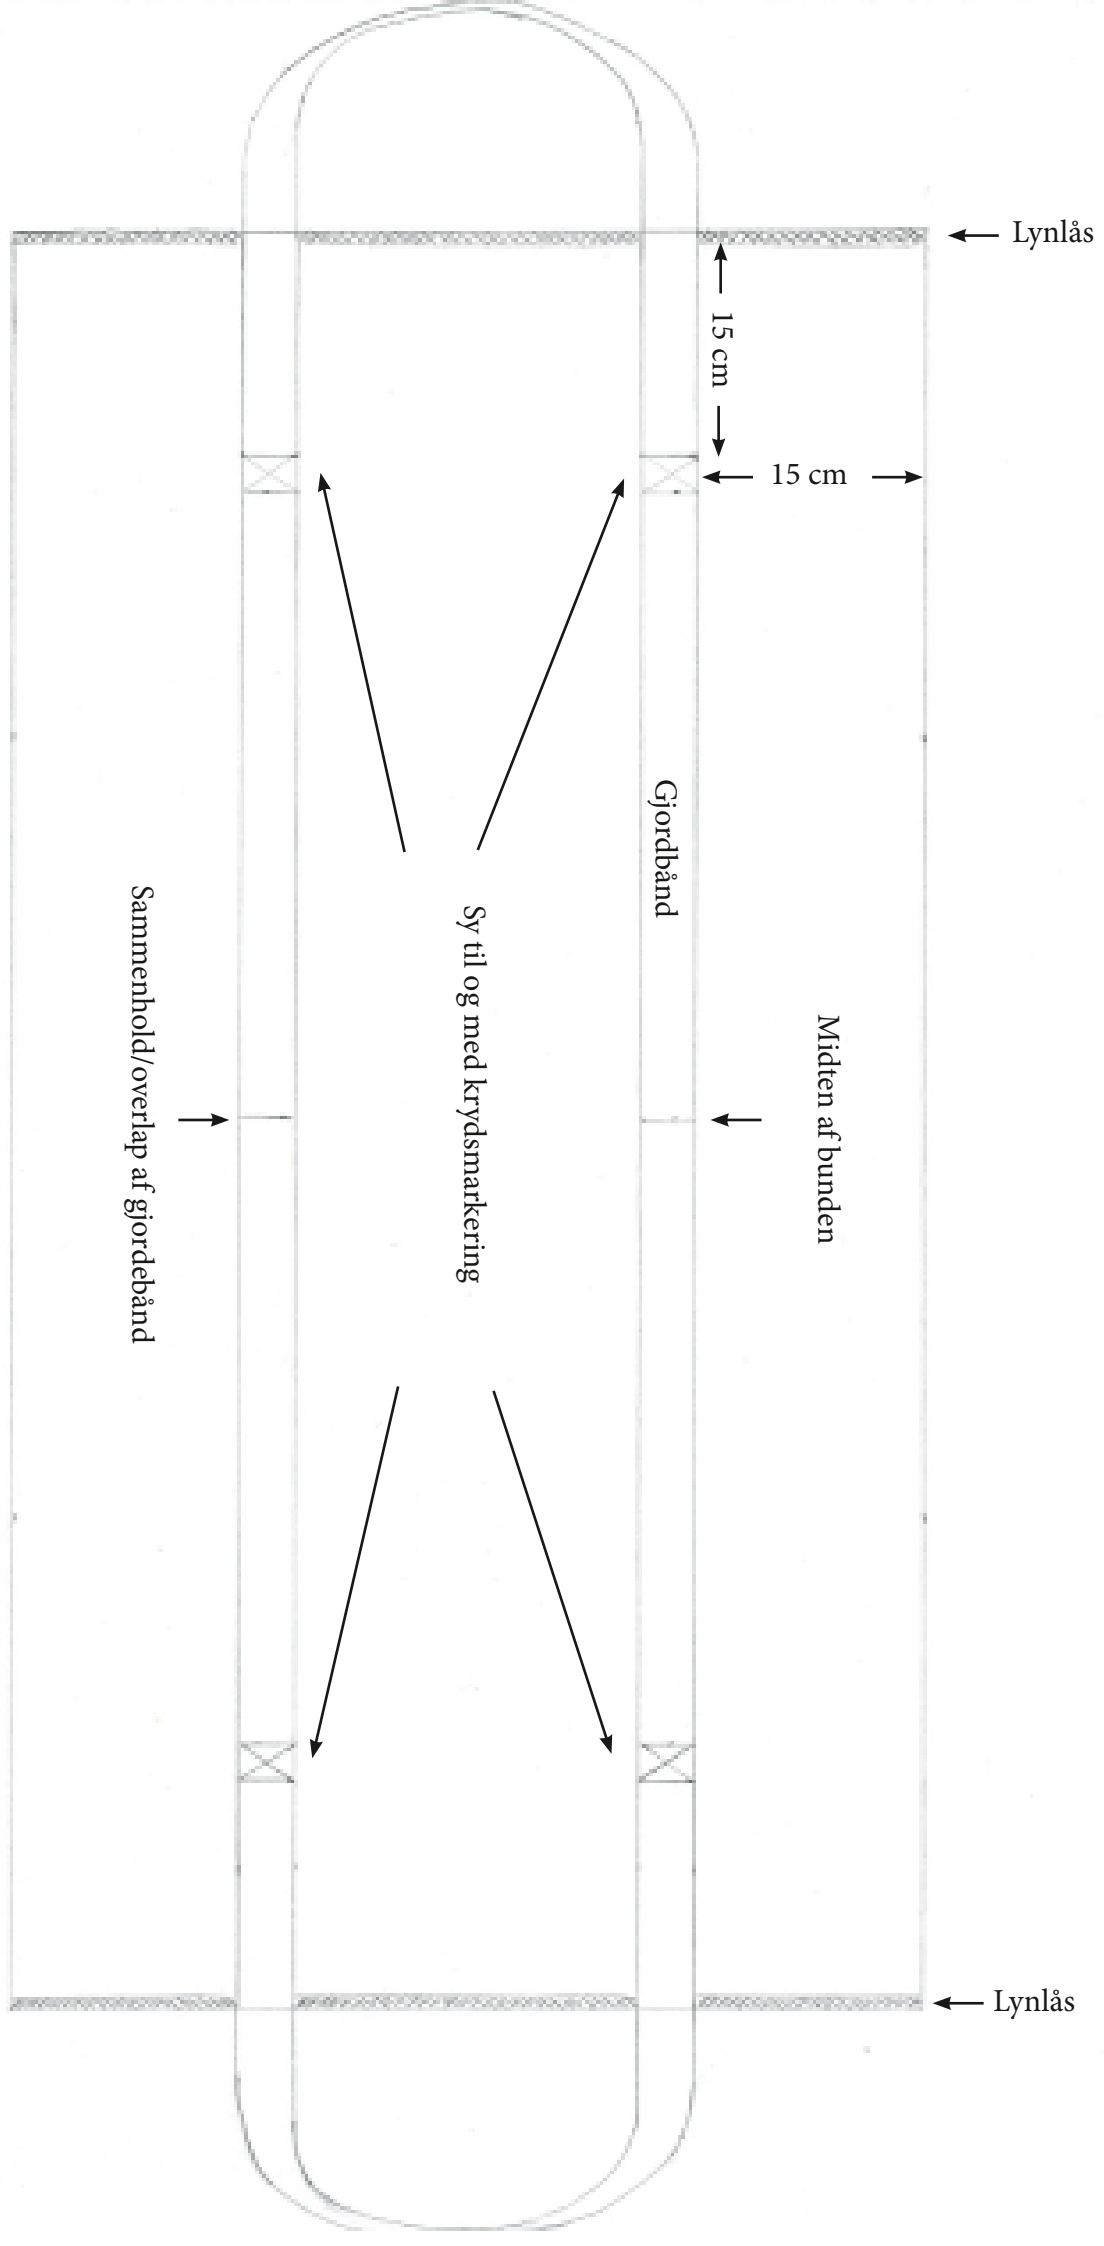 Lynlås
15 cm
15 cm
Gjordbånd
Sammenhold/overlap af gjordebånd
Sy til og med krydsmarkering
Midten af bunden
Lynlås